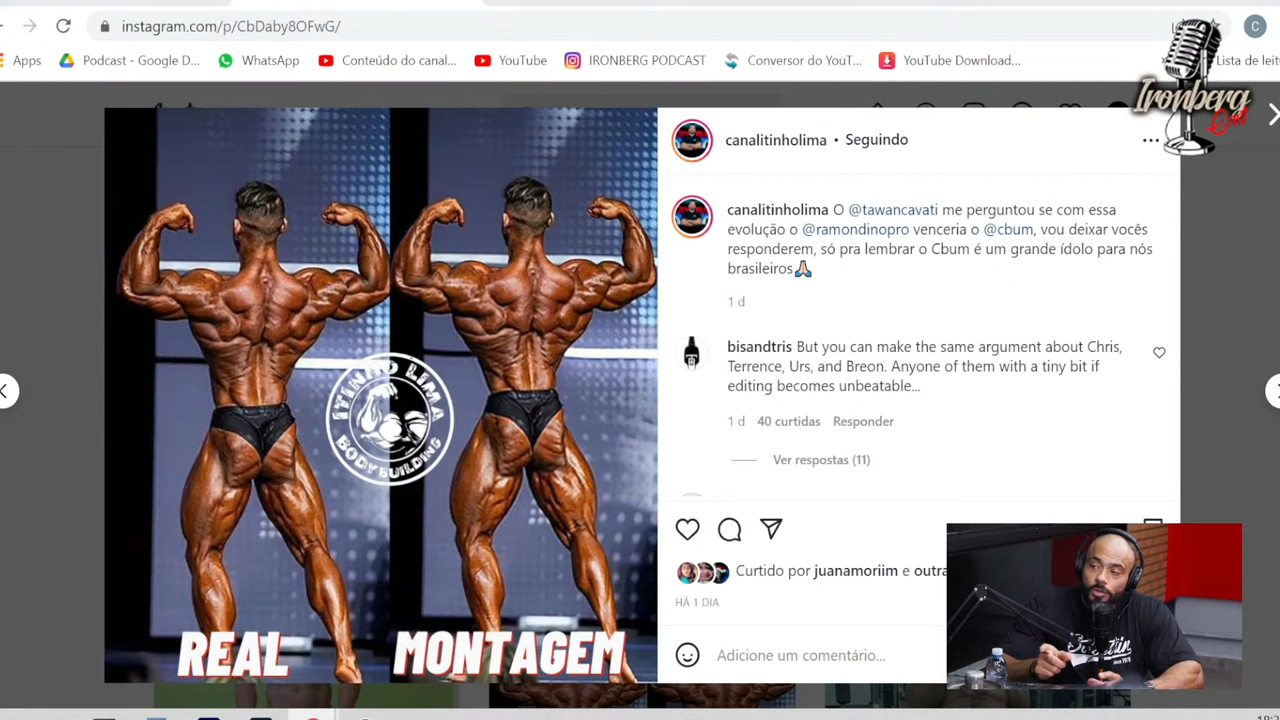 instagram.com/p/CbDaby8OFwG/
C
Apps
Podcast - Google D...
WhatsApp
Conteúdo do canal...
YouTube
IRONBERG PODCAST
Conversor do YouT...
YouTube Download...
Lista de leit
Ironberg
canalitinholima • Seguindo
canalitinholima O @tawancavati me perguntou se com essa
evolução o @ramondinopro venceria o @cbum, vou deixar vocês
responderem, só pra lembrar o Cbum é um grande ídolo para nós
brasileiros🙏
1 d
bisandtris But you can make the same argument about Chris,
Terrence, Urs, and Breon. Anyone of them with a tiny bit if
editing becomes unbeatable...
1 d 40 curtidas Responder
Ver respostas (11)
Curtido por juanamoriim e outra
HÁ 1 DIA
Adicione um comentário...
ITINHO LIMA
BODYBUILDING
REAL
MONTAGEM